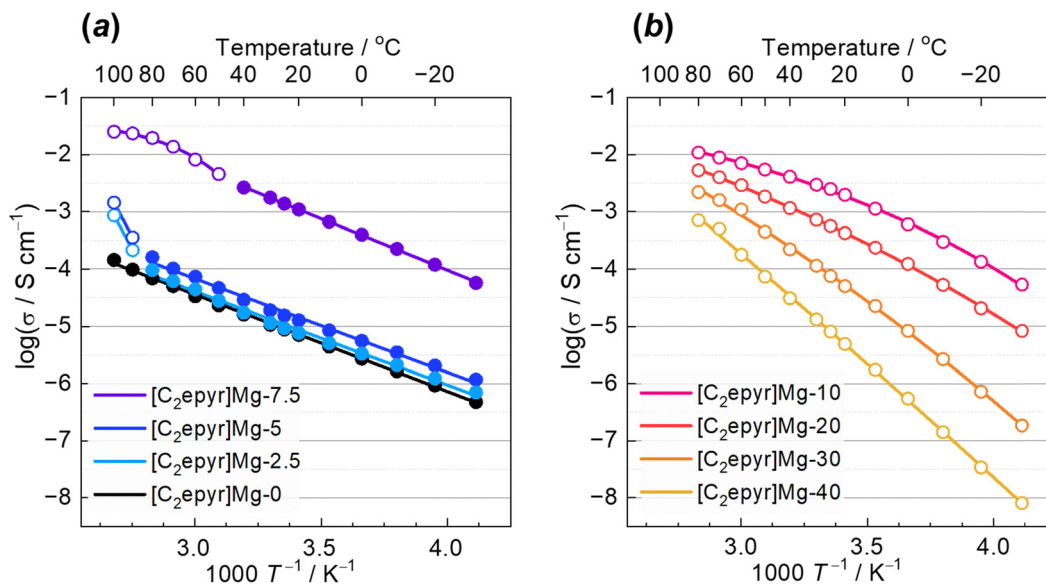 (a)
Temperature / °C
100 80 60 40 20 0 −20
log(σ / S cm⁻¹)
−1
−2
−3
−4
−5
−6
−7
−8
[C₂epyr]Mg-7.5
[C₂epyr]Mg-5
[C₂epyr]Mg-2.5
[C₂epyr]Mg-0
3.0 3.5 4.0
1000 T⁻¹ / K⁻¹
(b)
Temperature / °C
100 80 60 40 20 0 −20
log(σ / S cm⁻¹)
−1
−2
−3
−4
−5
−6
−7
−8
[C₂epyr]Mg-10
[C₂epyr]Mg-20
[C₂epyr]Mg-30
[C₂epyr]Mg-40
3.0 3.5 4.0
1000 T⁻¹ / K⁻¹